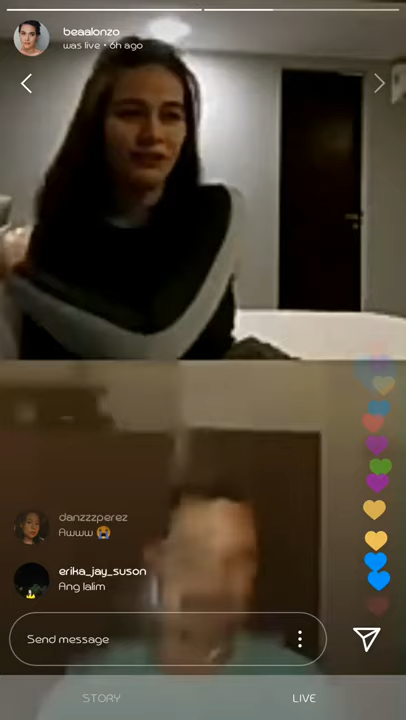 beaalonzo
was live • 6h ago
danzzzperez
Awww 😭
erika_jay_suson
Ang lalim
Send message
STORY
LIVE